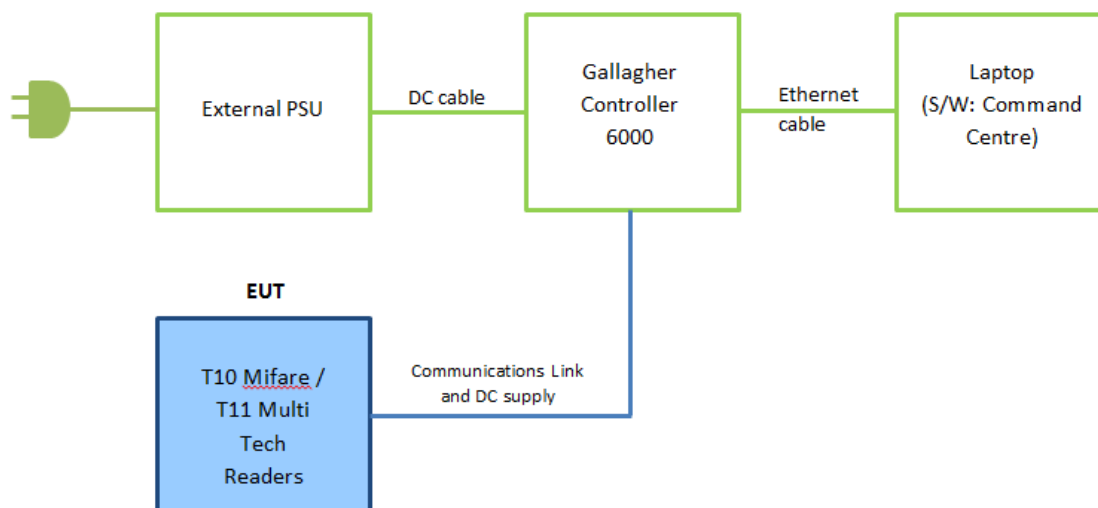 External PSU
DC cable
Gallagher
Controller
6000
Ethernet
cable
Laptop
(S/W: Command
Centre)
EUT
T10 Mifare /
T11 Multi
Tech
Readers
Communications Link
and DC supply